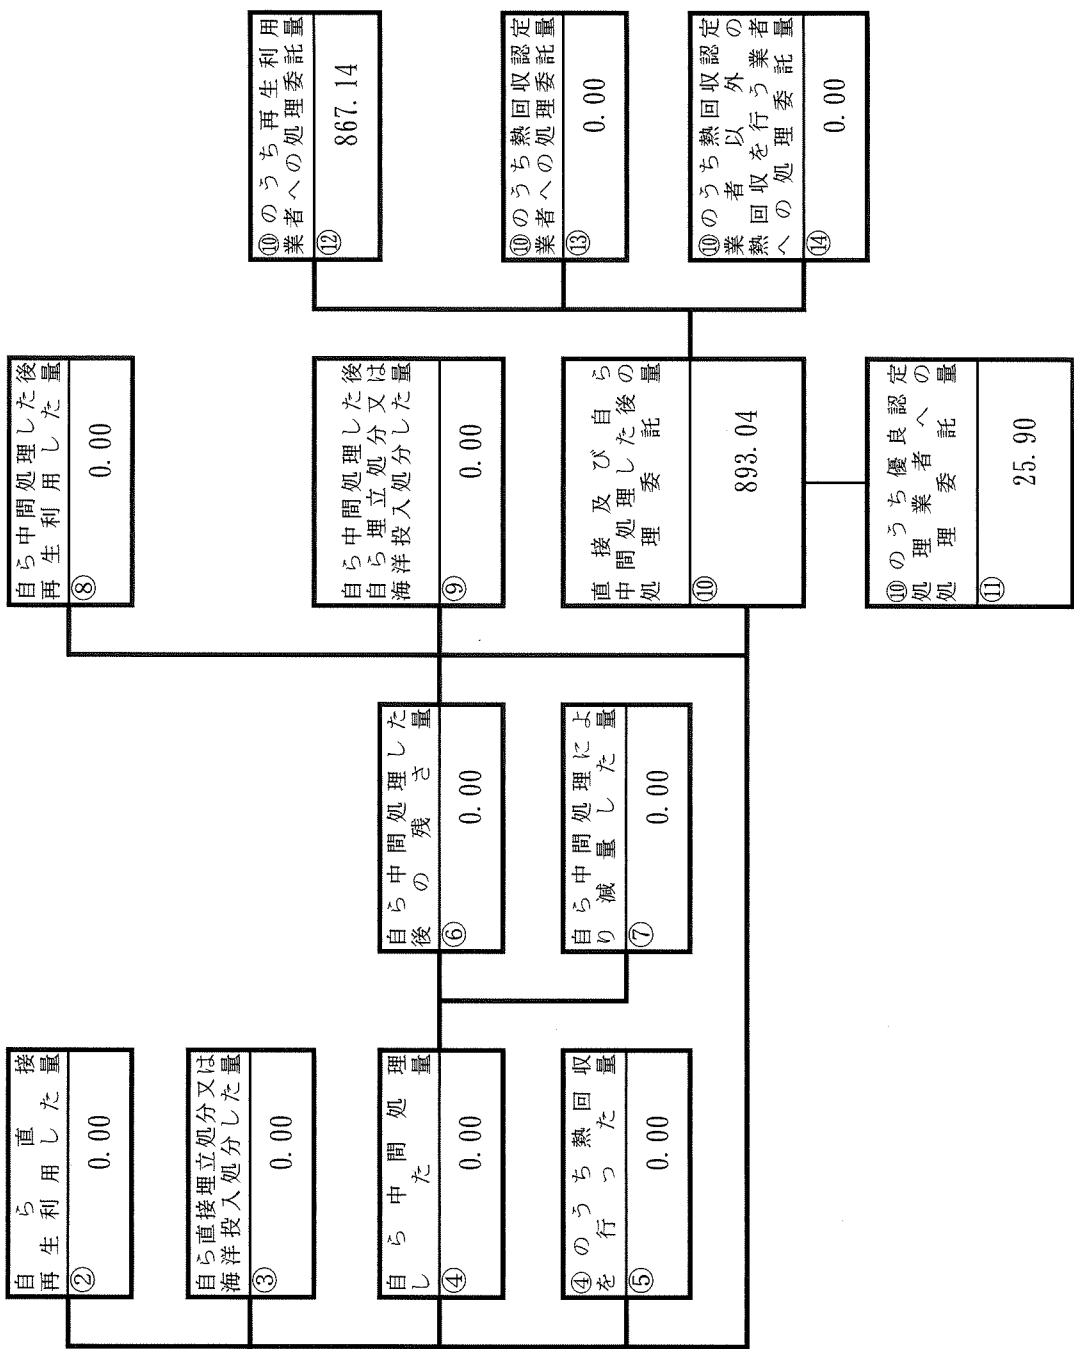 自ら直接
再生利用した量
②
0.00
自ら直接埋立処分又は
海洋投入処分した量
③
0.00
自ら中間処理
した量
④
0.00
④のうち熱回収
を行った量
⑤
0.00
自ら中間処理した
後の残さ量
⑥
0.00
自ら中間処理によ
り減量した量
⑦
0.00
自ら中間処理した後
再生利用した量
⑧
0.00
自ら中間処理した後
自ら埋立処分又は
海洋投入処分した量
⑨
0.00
直接及び自ら
中間処理した後の
処理委託量
⑩
893.04
⑩のうち優良認定
処理業者への
処理委託量
⑪
25.90
⑩のうち再生利用
業者への処理委託量
⑫
867.14
⑩のうち熱回収認定
業者への処理委託量
⑬
0.00
⑩のうち熱回収認定
業者以外の
熱回収を行う業者
への処理委託量
⑭
0.00